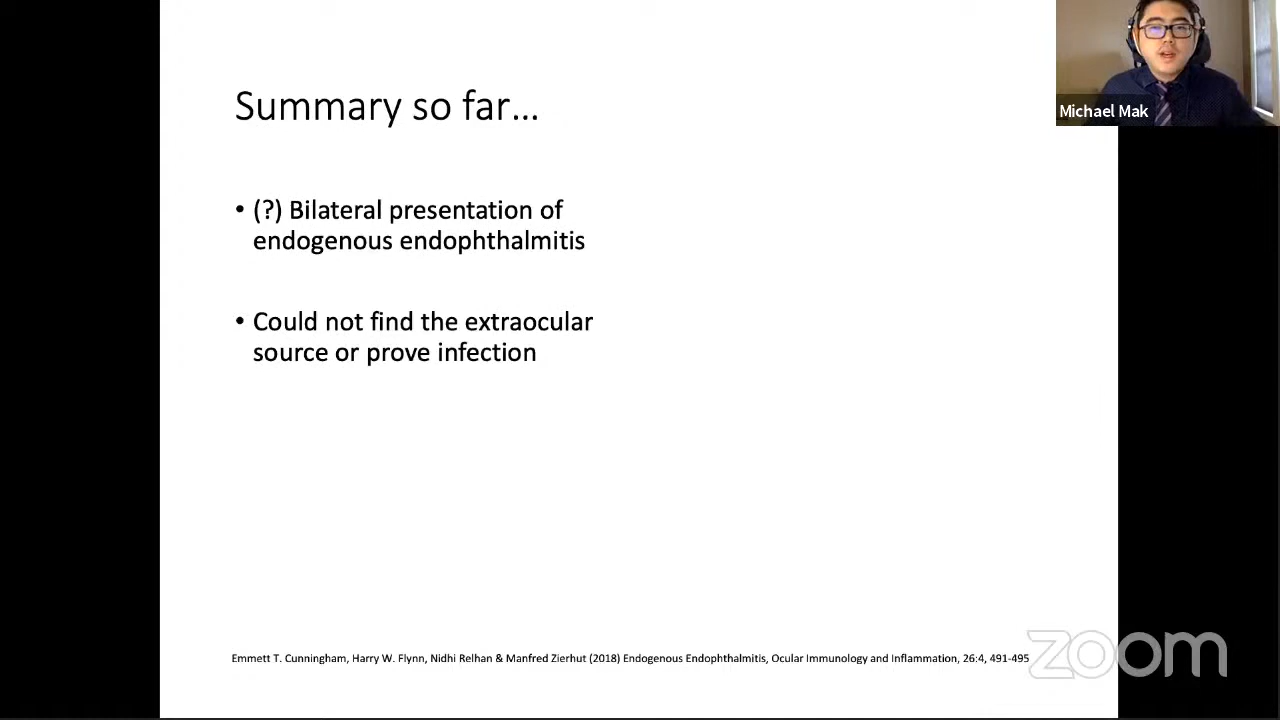 Summary so far...
Michael Mak
• (?) Bilateral presentation of
endogenous endophthalmitis
• Could not find the extraocular
source or prove infection
Emmett T. Cunningham, Harry W. Flynn, Nidhi Relhan & Manfred Zierhut (2018) Endogenous Endophthalmitis, Ocular Immunology and Inflammation, 26:4, 491-495
zoom